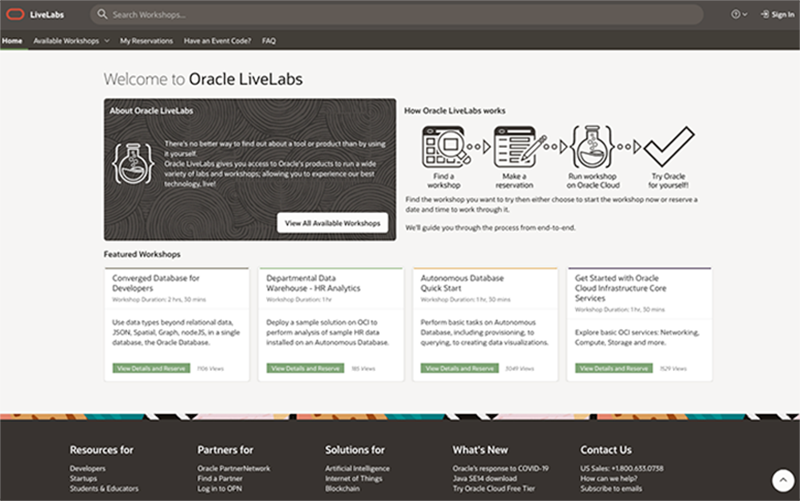 LiveLabs
Search Workshops...
Sign In
Home
Available Workshops
My Reservations
Have an Event Code?
FAQ
Welcome to Oracle LiveLabs
About Oracle LiveLabs
There's no better way to find out about a tool or product than by using
it yourself.
Oracle LiveLabs gives you access to Oracle's products to run a wide
variety of labs and workshops; allowing you to experience our best
technology, live!
View All Available Workshops
How Oracle LiveLabs works
Find a
workshop
Make a
reservation
Run workshop
on Oracle Cloud
Try Oracle
for yourself!
Find the workshop you want to try then either choose to start the workshop now or reserve a
date and time to work through it.
We'll guide you through the process from end-to-end.
Featured Workshops
Converged Database for
Developers
Workshop Duration: 2 hrs, 30 mins
Use data types beyond relational data,
JSON, Spatial, Graph, nodeJS, in a single
database, the Oracle Database.
View Details and Reserve
1106 Views
Departmental Data
Warehouse - HR Analytics
Workshop Duration: 1 hr
Deploy a sample solution on OCI to
perform analysis of sample HR data
installed on an Autonomous Database.
View Details and Reserve
185 Views
Autonomous Database
Quick Start
Workshop Duration: 1 hr, 30 mins
Perform basic tasks on Autonomous
Database, including provisioning, to
querying, to creating data visualizations.
View Details and Reserve
3049 Views
Get Started with Oracle
Cloud Infrastructure Core
Services
Workshop Duration: 1 hr, 30 mins
Explore basic OCI services: Networking,
Compute, Storage and more.
View Details and Reserve
1529 Views
Resources for
Developers
Startups
Students & Educators
Partners for
Oracle PartnerNetwork
Find a Partner
Log in to OPN
Solutions for
Artificial Intelligence
Internet of Things
Blockchain
What's New
Oracle's response to COVID-19
Java SE14 download
Try Oracle Cloud Free Tier
Contact Us
US Sales: +1.800.633.0738
How can we help?
Subscribe to emails